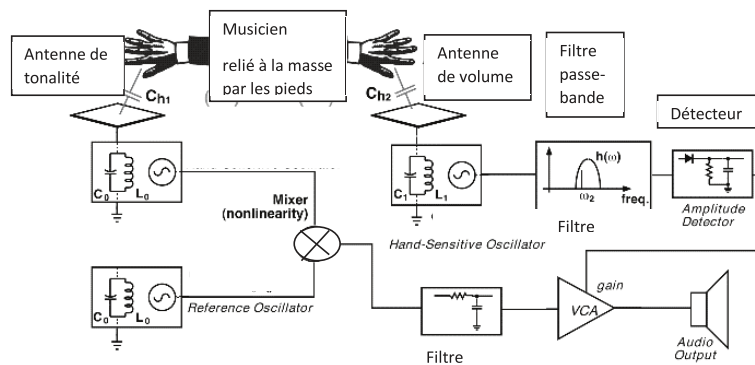 Antenne de
tonalité
Musicien
relié à la masse
par les pieds
Antenne
de volume
Filtre
passe-
bande
Détecteur
Ch1
Ch2
C0 L0
C1 L1
h(ω)
ω2
freq.
Mixer
(nonlinearity)
Hand-Sensitive Oscillator
Filtre
Amplitude
Detector
C0 L0
Reference Oscillator
Filtre
gain
VCA
Audio
Output